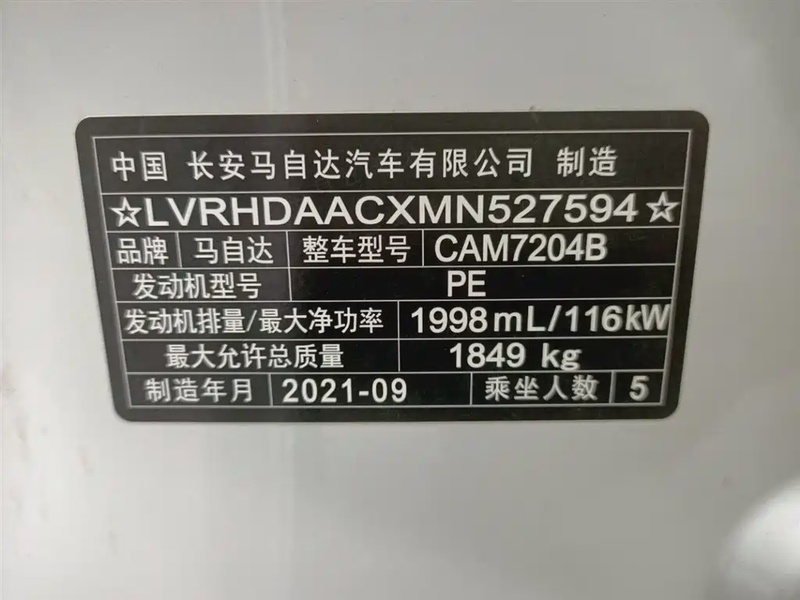 中国 长安马自达汽车有限公司 制造
☆LVRHDAACXMN527594☆
品牌 马自达 整车型号 CAM7204B
发动机型号 PE
发动机排量/最大净功率 1998mL/116kW
最大允许总质量 1849 kg
制造年月 2021-09 乘坐人数 5